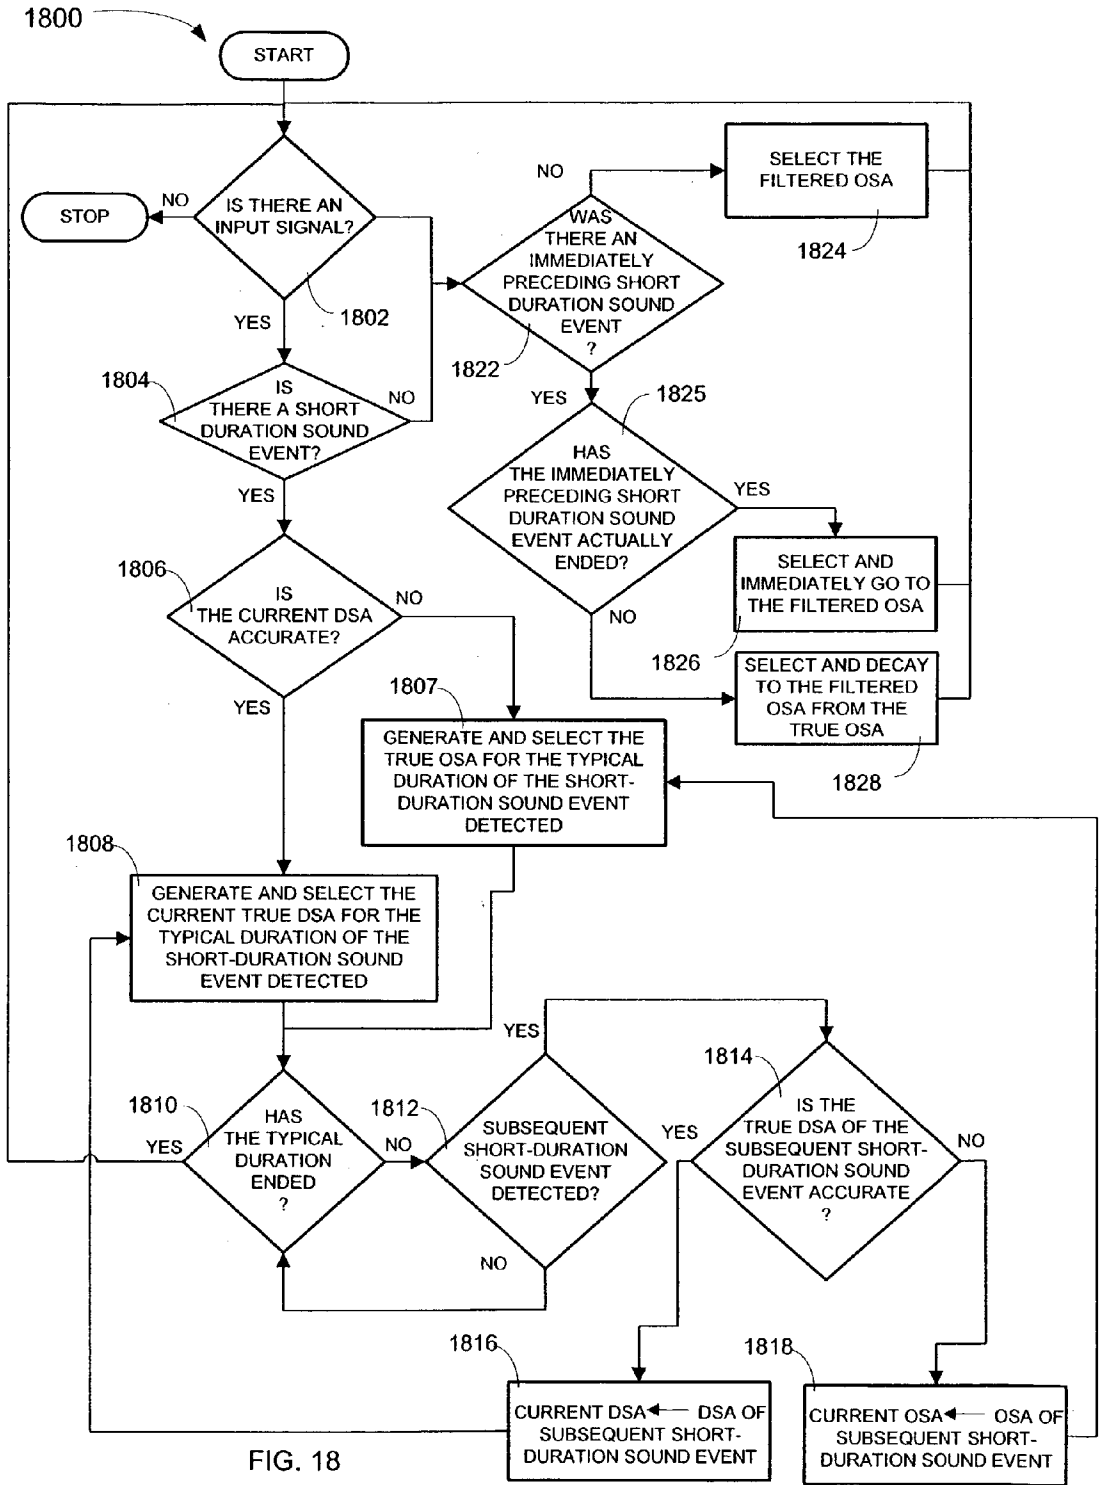 1800
START
NO
IS THERE AN
INPUT SIGNAL?
STOP
1802
YES
1804
IS
THERE A SHORT
DURATION SOUND
EVENT?
NO
YES
NO
WAS
THERE AN
IMMEDIATELY
PRECEDING SHORT
DURATION SOUND
EVENT
?
1822
SELECT THE
FILTERED OSA
1824
YES
1825
HAS
THE IMMEDIATELY
PRECEDING SHORT
DURATION SOUND
EVENT ACTUALLY
ENDED?
YES
SELECT AND
IMMEDIATELY GO TO
THE FILTERED OSA
1826
NO
SELECT AND DECAY
TO THE FILTERED
OSA FROM THE
TRUE OSA
1828
1806
IS
THE CURRENT DSA
ACCURATE?
NO
YES
1807
GENERATE AND SELECT THE
TRUE OSA FOR THE TYPICAL
DURATION OF THE SHORT-
DURATION SOUND EVENT
DETECTED
1808
GENERATE AND SELECT THE
CURRENT TRUE DSA FOR THE
TYPICAL DURATION OF THE
SHORT-DURATION SOUND
EVENT DETECTED
1810
YES
HAS
THE TYPICAL
DURATION
ENDED
?
NO
1812
YES
SUBSEQUENT
SHORT-DURATION
SOUND EVENT
DETECTED?
NO
1814
YES
IS THE
TRUE DSA OF THE
SUBSEQUENT SHORT-
DURATION SOUND
EVENT ACCURATE
?
NO
1816
CURRENT DSA ← DSA OF
SUBSEQUENT SHORT-
DURATION SOUND EVENT
1818
CURRENT OSA ← OSA OF
SUBSEQUENT SHORT-
DURATION SOUND EVENT
FIG. 18